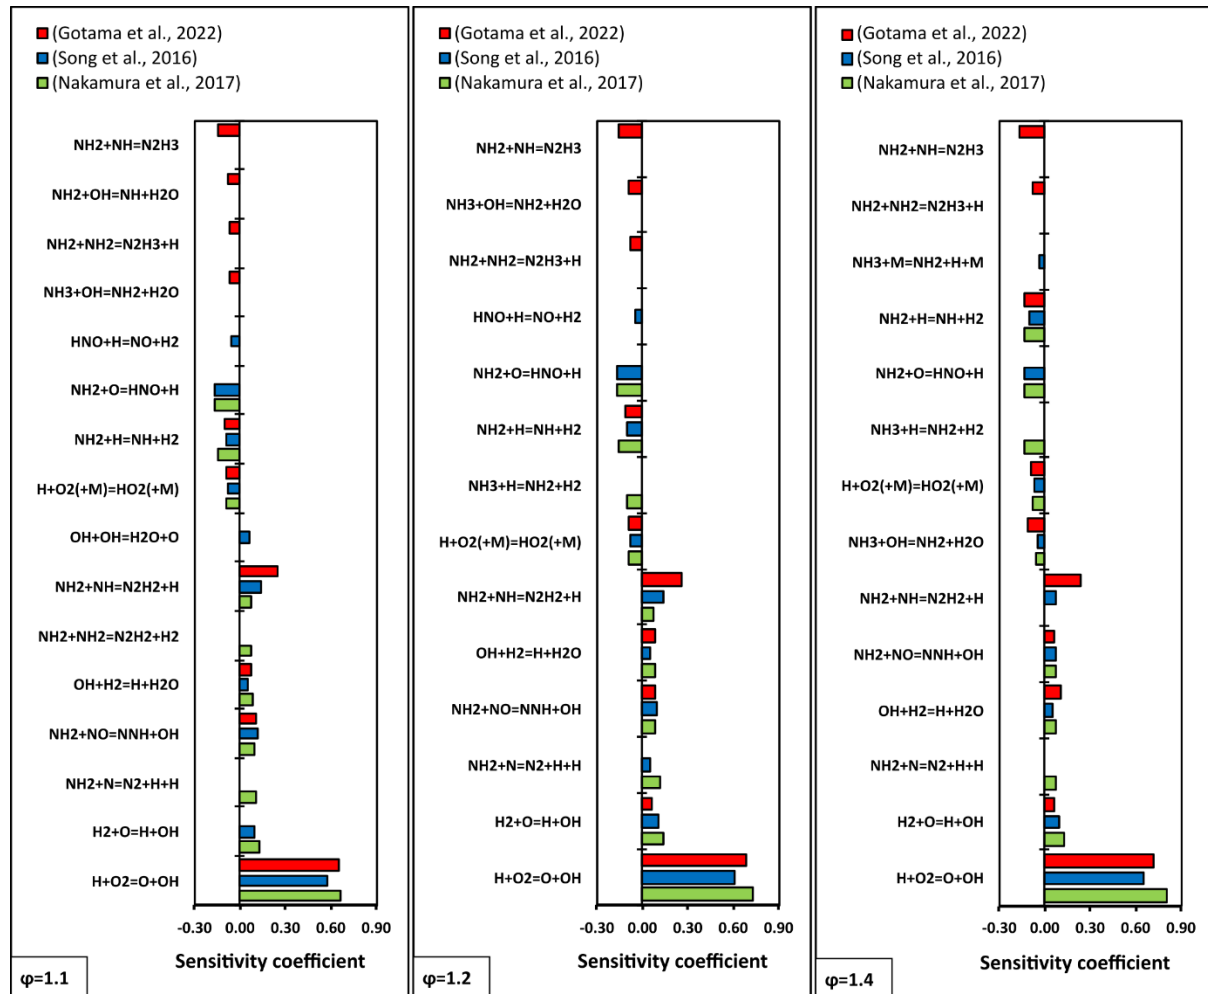 (Gotama et al., 2022)
(Song et al., 2016)
(Nakamura et al., 2017)
NH2+NH=N2H3
NH2+OH=NH+H2O
NH2+NH2=N2H3+H
NH3+OH=NH2+H2O
HNO+H=NO+H2
NH2+O=HNO+H
NH2+H=NH+H2
H+O2(+M)=HO2(+M)
OH+OH=H2O+O
NH2+NH=N2H2+H
NH2+NH2=N2H2+H2
OH+H2=H+H2O
NH2+NO=NNH+OH
NH2+N=N2+H+H
H2+O=H+OH
H+O2=O+OH
-0.30 0.00 0.30 0.60 0.90
Sensitivity coefficient
φ=1.1
(Gotama et al., 2022)
(Song et al., 2016)
(Nakamura et al., 2017)
NH2+NH=N2H3
NH3+OH=NH2+H2O
NH2+NH2=N2H3+H
HNO+H=NO+H2
NH2+O=HNO+H
NH2+H=NH+H2
NH3+H=NH2+H2
H+O2(+M)=HO2(+M)
NH2+NH=N2H2+H
OH+H2=H+H2O
NH2+NO=NNH+OH
NH2+N=N2+H+H
H2+O=H+OH
H+O2=O+OH
-0.30 0.00 0.30 0.60 0.90
Sensitivity coefficient
φ=1.2
(Gotama et al., 2022)
(Song et al., 2016)
(Nakamura et al., 2017)
NH2+NH=N2H3
NH2+NH2=N2H3+H
NH3+M=NH2+H+M
NH2+H=NH+H2
NH2+O=HNO+H
NH3+H=NH2+H2
H+O2(+M)=HO2(+M)
NH3+OH=NH2+H2O
NH2+NH=N2H2+H
NH2+NO=NNH+OH
OH+H2=H+H2O
NH2+N=N2+H+H
H2+O=H+OH
H+O2=O+OH
-0.30 0.00 0.30 0.60 0.90
Sensitivity coefficient
φ=1.4